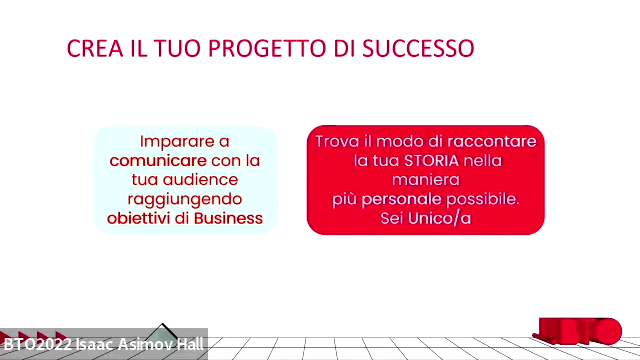 CREA IL TUO PROGETTO DI SUCCESSO
Imparare a
comunicare con la
tua audience
raggiungendo
obiettivi di Business
Trova il modo di raccontare
la tua STORIA nella
maniera
più personale possibile.
Sei Unico/a
BTO2022 Isaac Asimov Hall
BTO